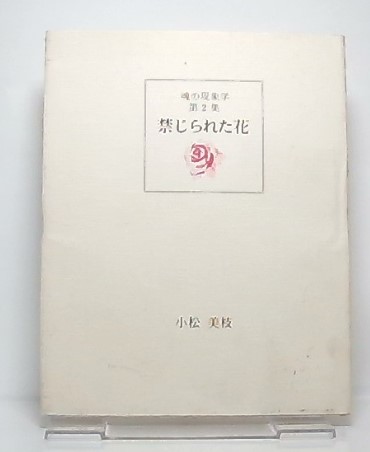 魂の現象学
第2集
禁じられた花
小松 美枝